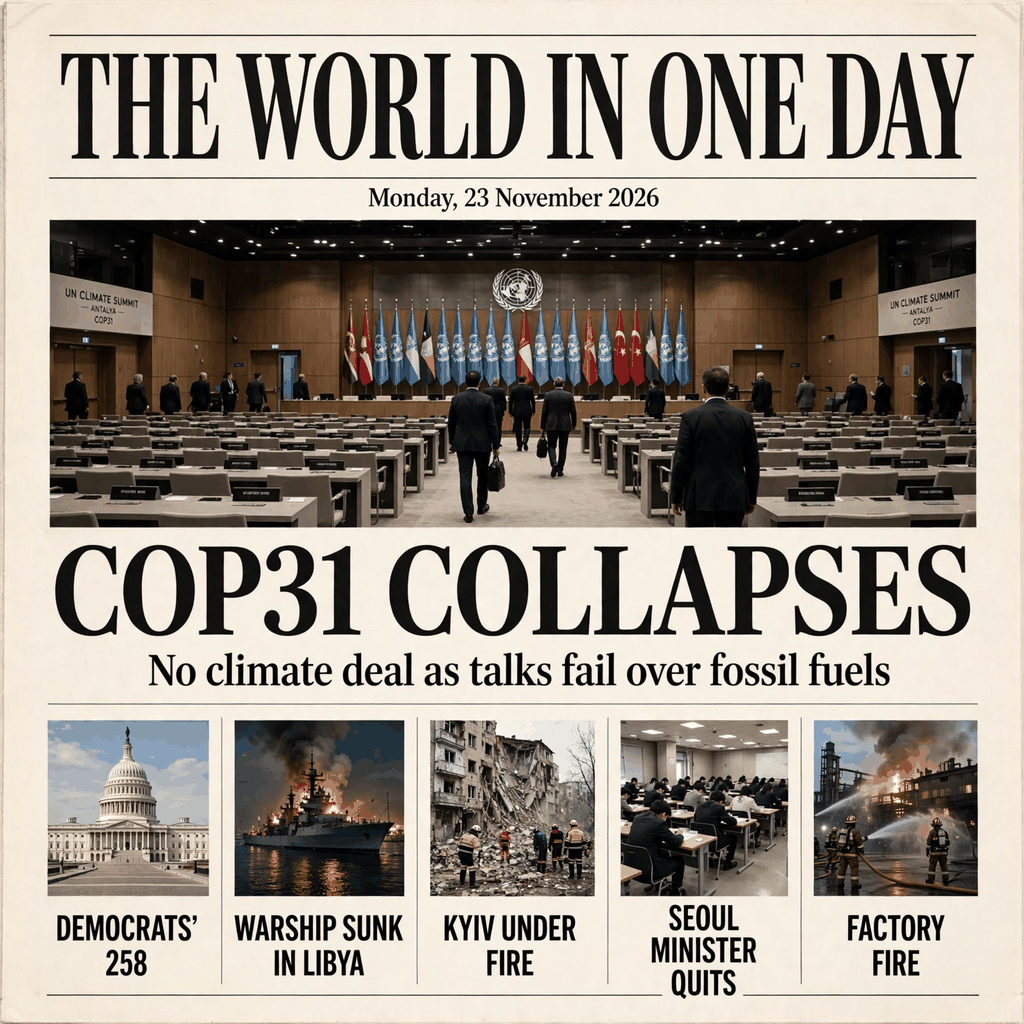 THE WORLD IN ONE DAY
Monday, 23 November 2026
UN CLIMATE SUMMIT
— ANTALYA —
COP31
UN CLIMATE SUMMIT
— ANTALYA —
COP31
COP31 COLLAPSES
No climate deal as talks fail over fossil fuels
DEMOCRATS'
258
WARSHIP SUNK
IN LIBYA
KYIV UNDER
FIRE
SEOUL
MINISTER
QUITS
FACTORY
FIRE